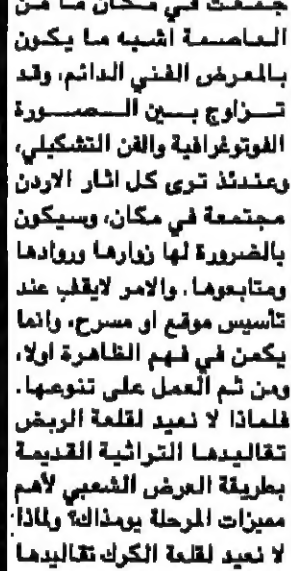 جمعت في مكان ما من
العاصمة اشبه ما يكون
بالمعرض الفني الدائم، وقد
تزاوج بين الصورة
الفوتوغرافية والفن التشكيلي،
وعندئذ ترى كل اثار الاردن
مجتمعة في مكان، وسيكون
بالضرورة لها زوارها وروادها
ومتابعوها. والامر لايقف عند
تأسيس موقع او مسرح، وانما
يكمن في فهم الظاهرة اولا،
ومن ثم العمل على تنوعها.
فلماذا لا نعيد لقلعة الربض
تقاليدها التراثية القديمة
بطريقة العرض الشعبي لأهم
مميزات المرحلة يومذاك؟ ولماذا
لا نعيد لقلعة الكرك تقاليدها